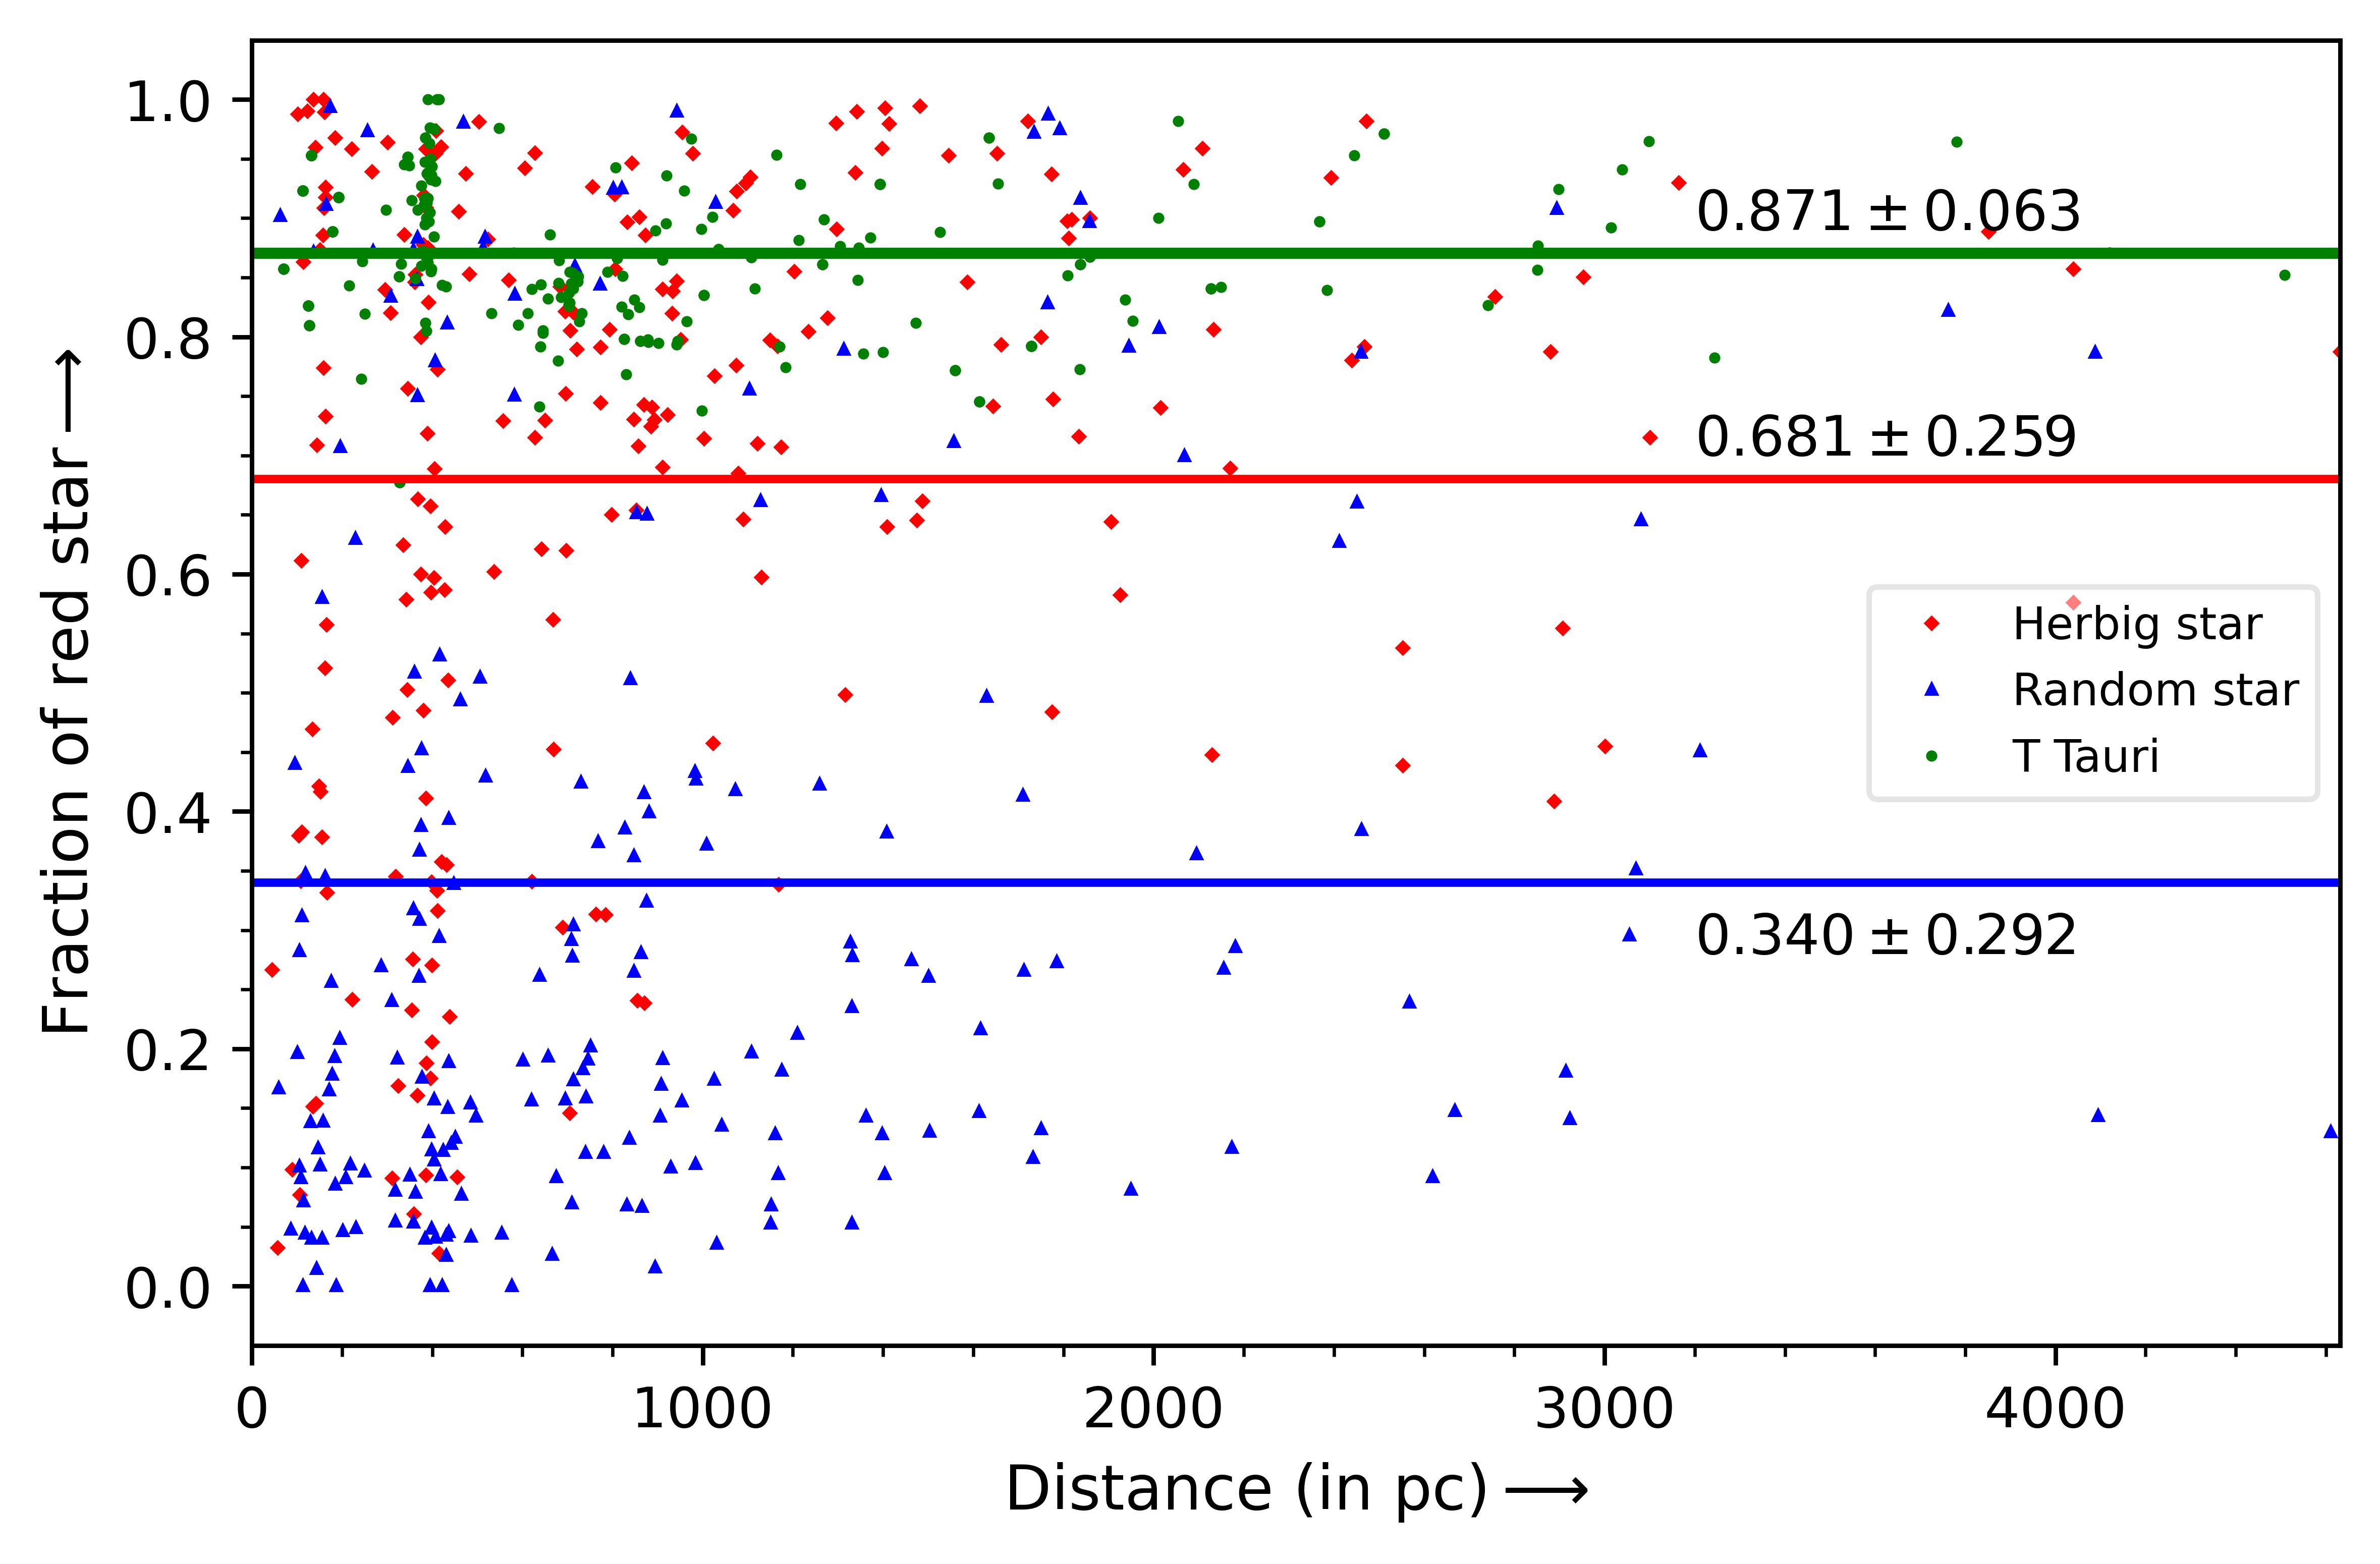 Fraction of red star ⟶
1.0
0.8
0.6
0.4
0.2
0.0
0.871 ± 0.063
0.681 ± 0.259
Herbig star
Random star
T Tauri
0.340 ± 0.292
0
1000
2000
3000
4000
Distance (in pc) ⟶